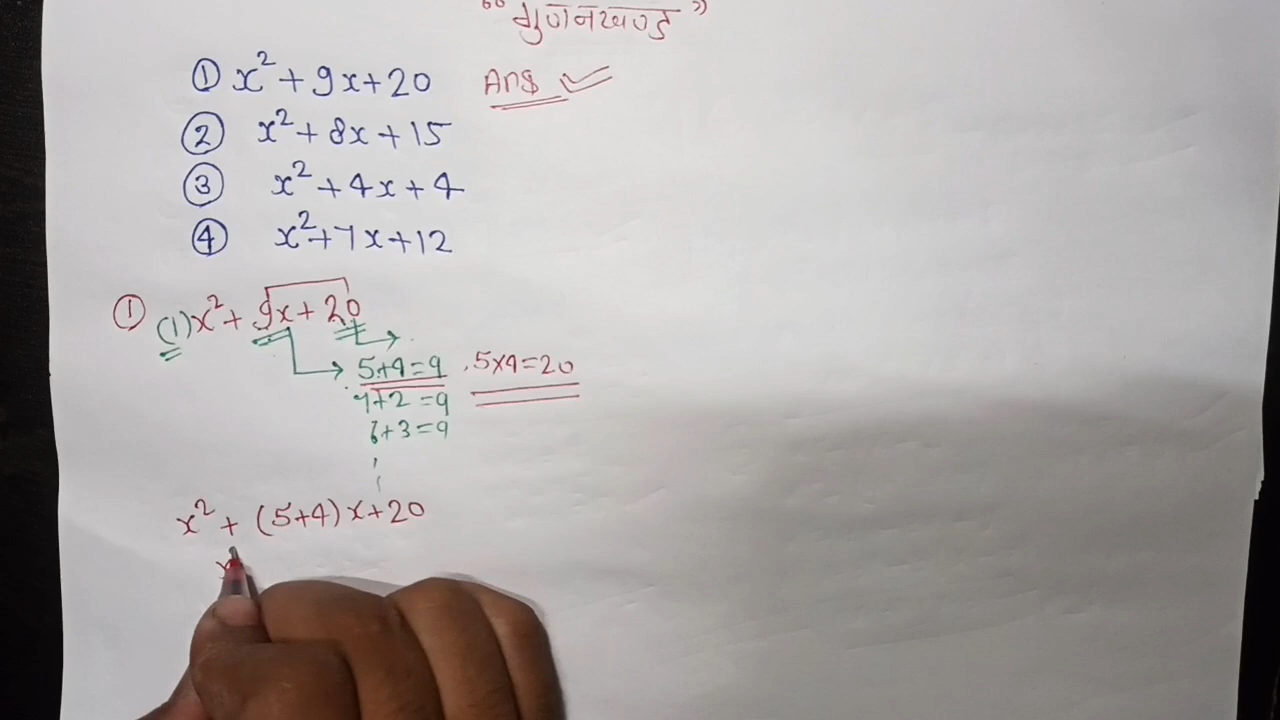 “गुणनखण्ड”
① x² + 9x + 20 Ans ✓
② x² + 8x + 15
③ x² + 4x + 4
④ x² + 7x + 12
① (1)x² + 9x + 20
5+4=9 , 5×4=20
7+2=9
6+3=9
x² + (5+4)x + 20